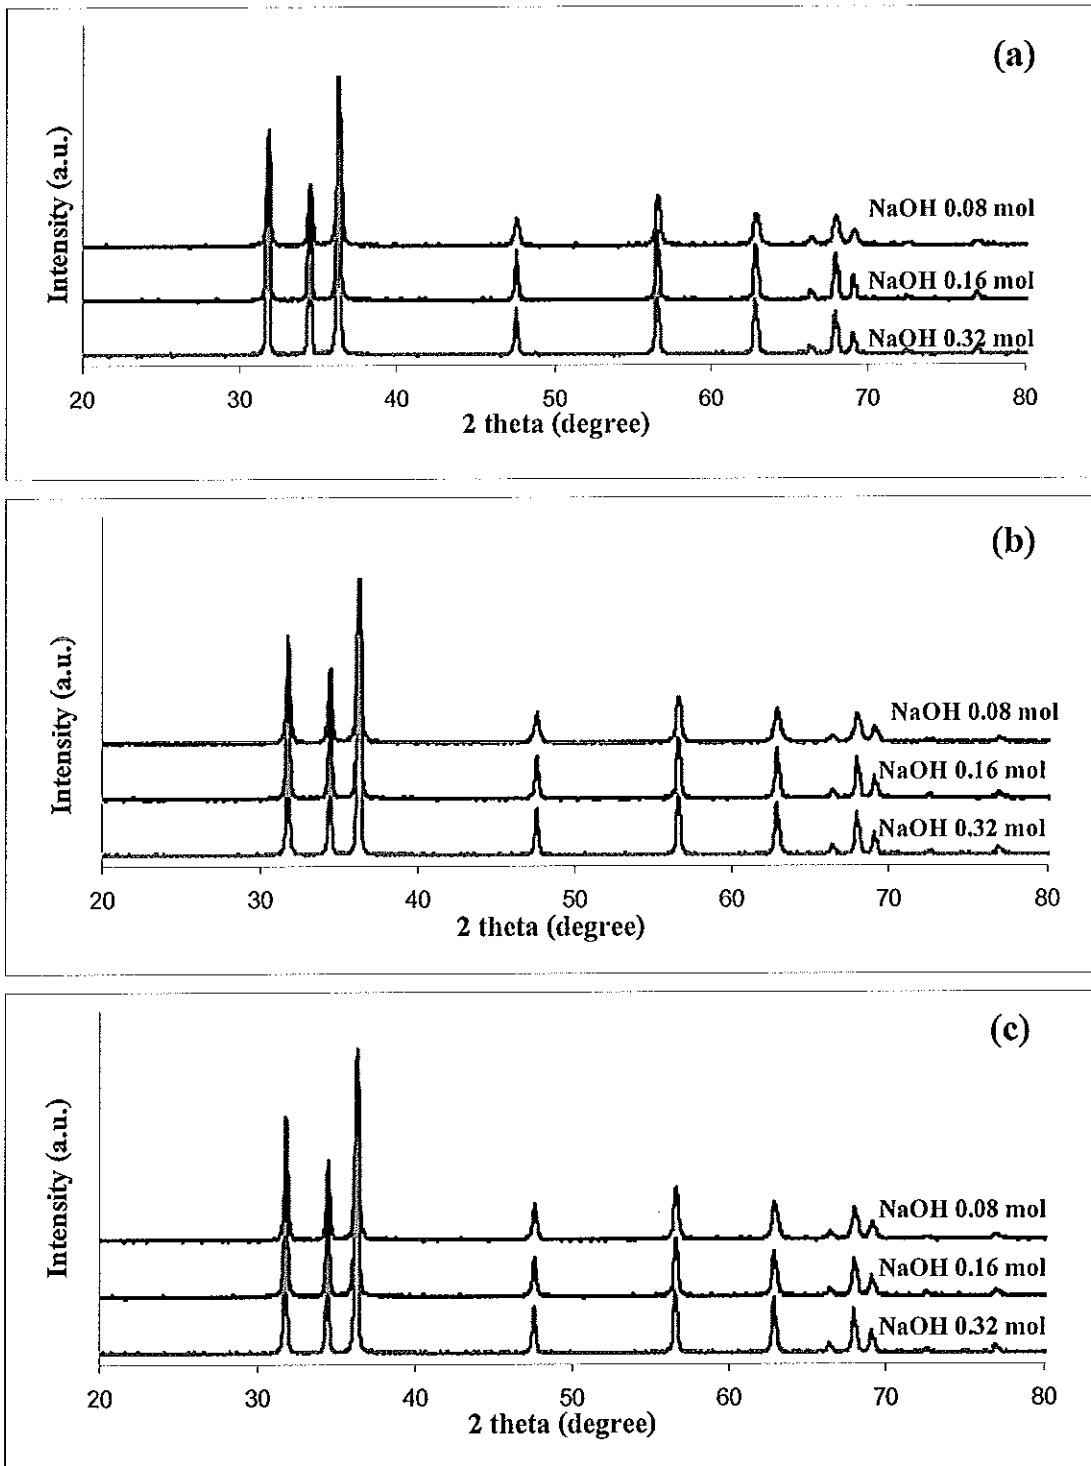 (a)
Intensity (a.u.)
NaOH 0.08 mol
NaOH 0.16 mol
NaOH 0.32 mol
20 30 40 50 60 70 80
2 theta (degree)
(b)
Intensity (a.u.)
NaOH 0.08 mol
NaOH 0.16 mol
NaOH 0.32 mol
20 30 40 50 60 70 80
2 theta (degree)
(c)
Intensity (a.u.)
NaOH 0.08 mol
NaOH 0.16 mol
NaOH 0.32 mol
20 30 40 50 60 70 80
2 theta (degree)